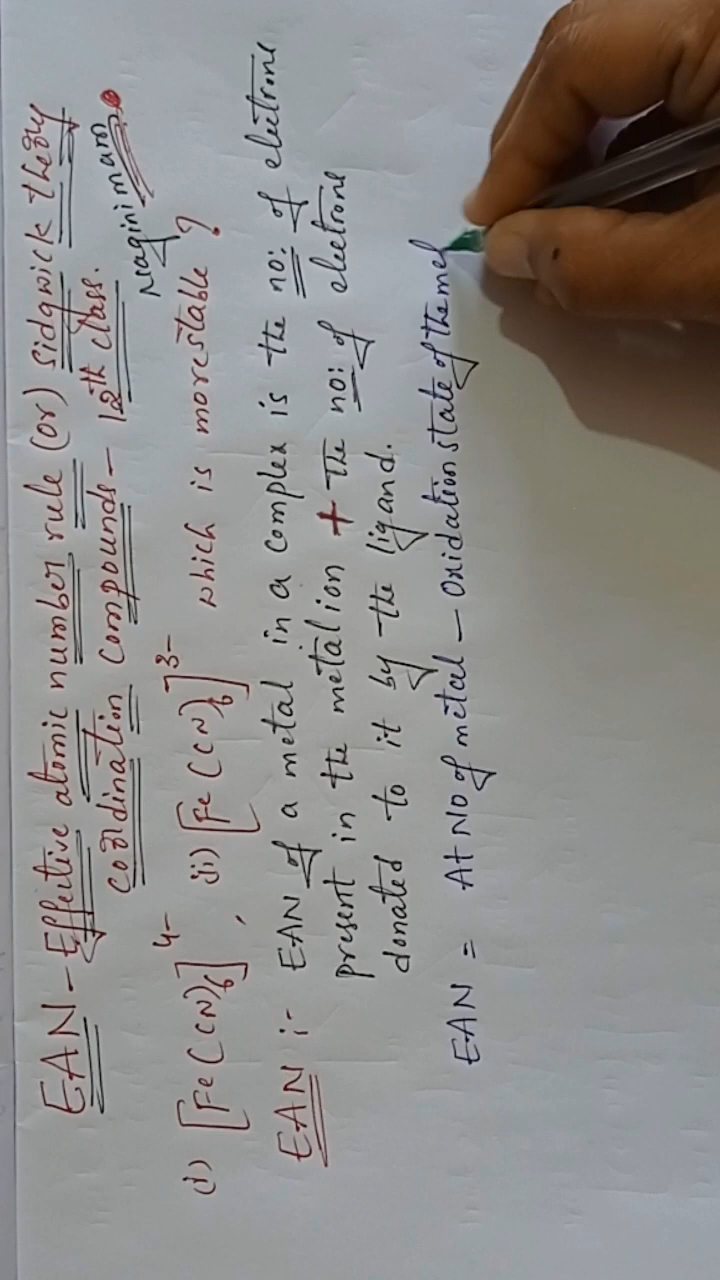 EAN - Effective atomic number rule (or) Sidgwick theory
coordination compounds - 12th class.
Nagini mam
(i) [Fe(CN)6]4- , ii) [Fe(CN)6]3- which is more stable ?
EAN :- EAN of a metal in a complex is the no: of electrons
present in the metal ion + The no: of electrons
donated to it by the ligand.
EAN = At NO of metal - Oxidation state of the met